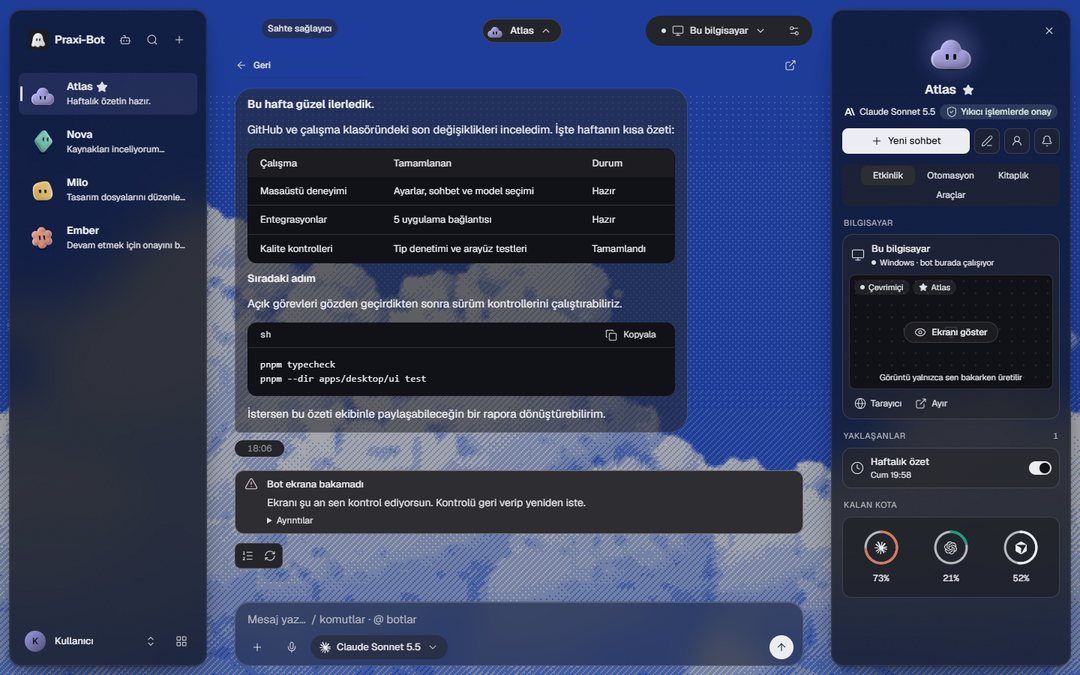 Praxi-Bot
Atlas
Haftalık özetin hazır.
Nova
Kaynakları inceliyorum...
Milo
Tasarım dosyalarını düzenle...
Ember
Devam etmek için onayını b...
K
Kullanıcı
Sahte sağlayıcı
Atlas
Bu bilgisayar
Geri
Bu hafta güzel ilerledik.
GitHub ve çalışma klasöründeki son değişiklikleri inceledim. İşte haftanın kısa özeti:
Çalışma Tamamlanan Durum
Masaüstü deneyimi Ayarlar, sohbet ve model seçimi Hazır
Entegrasyonlar 5 uygulama bağlantısı Hazır
Kalite kontrolleri Tip denetimi ve arayüz testleri Tamamlandı
Sıradaki adım
Açık görevleri gözden geçirdikten sonra sürüm kontrollerini çalıştırabiliriz.
sh Kopyala
pnpm typecheck
pnpm --dir apps/desktop/ui test
İstersen bu özeti ekibinle paylaşabileceğin bir rapora dönüştürebilirim.
18:06
Bot ekrana bakamadı
Ekranı şu an sen kontrol ediyorsun. Kontrolü geri verip yeniden iste.
Ayrıntılar
Mesaj yaz... / komutlar · @ botlar
Claude Sonnet 5.5
Atlas
Claude Sonnet 5.5 Yıkıcı işlemlerde onay
Yeni sohbet
Etkinlik Otomasyon Kitaplık
Araçlar
BİLGİSAYAR
Bu bilgisayar
Windows · bot burada çalışıyor
Çevrimiçi Atlas
Ekranı göster
Görüntü yalnızca sen bakarken üretilir
Tarayıcı Ayır
YAKLAŞANLAR 1
Haftalık özet
Cum 19:58
KALAN KOTA
73% 21% 52%